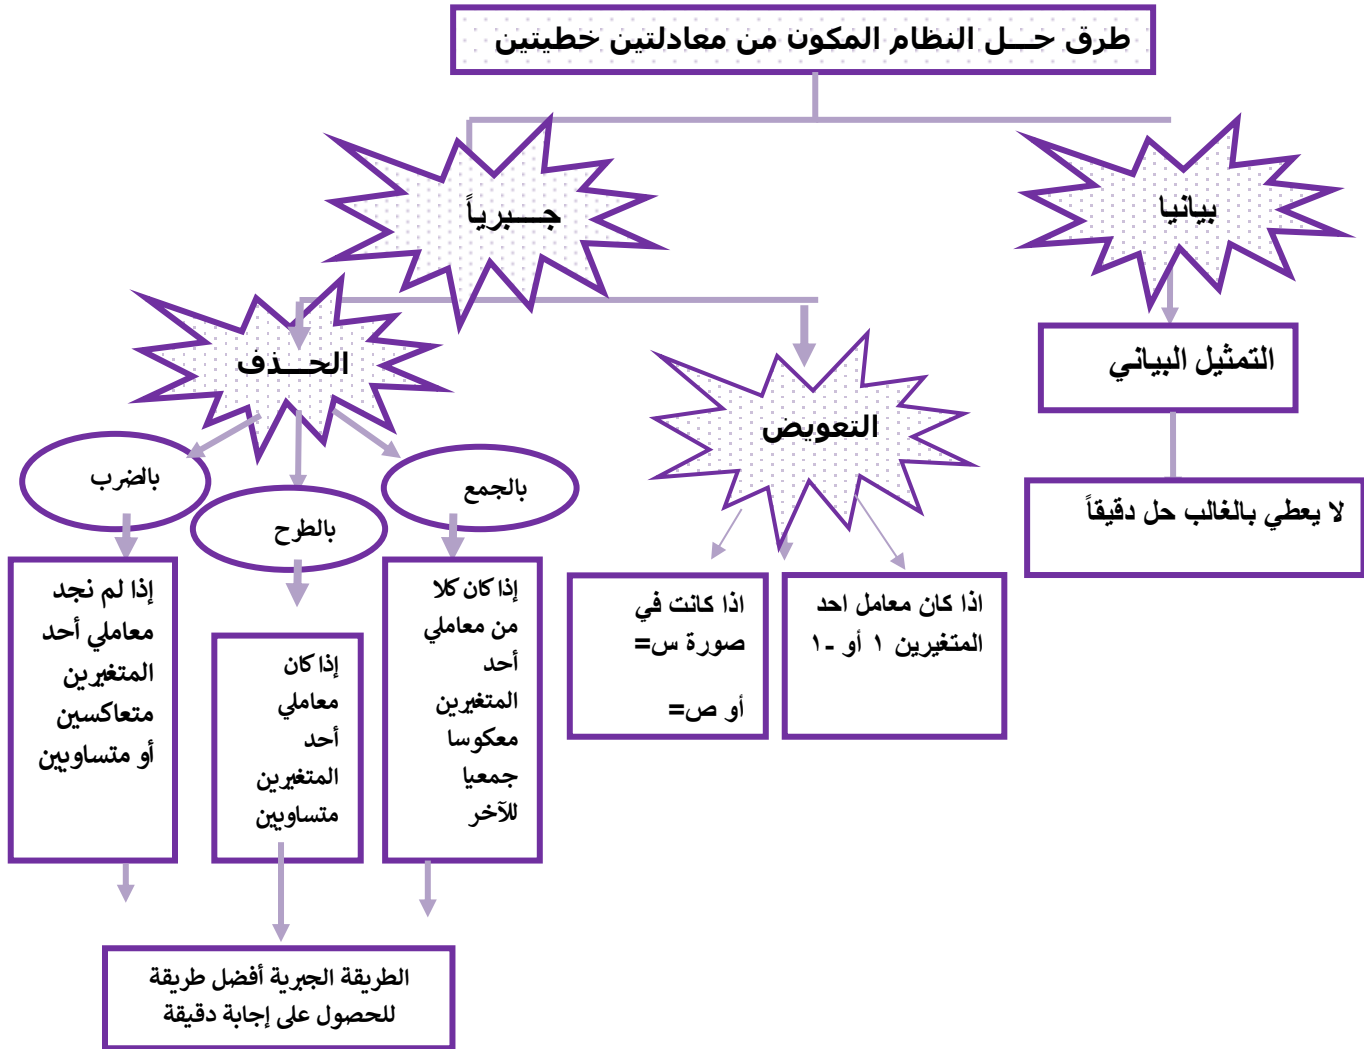 طرق حـــل النظام المكون من معادلتين خطيتين
بيانيا
جـــبرياً
التمثيل البياني
لا يعطي بالغالب حل دقيقاً
التعويض
اذا كان معامل احد
المتغيرين ١ أو -١
اذا كانت في
صورة س=
أو ص=
الحـــذف
بالجمع
إذا كان كلا
من معاملي
أحد
المتغيرين
معكوسا
جمعيا
للآخر
بالطرح
إذا كان
معاملي
أحد
المتغيرين
متساويين
بالضرب
إذا لم نجد
معاملي أحد
المتغيرين
متعاكسين
أو متساويين
الطريقة الجبرية أفضل طريقة
للحصول على إجابة دقيقة